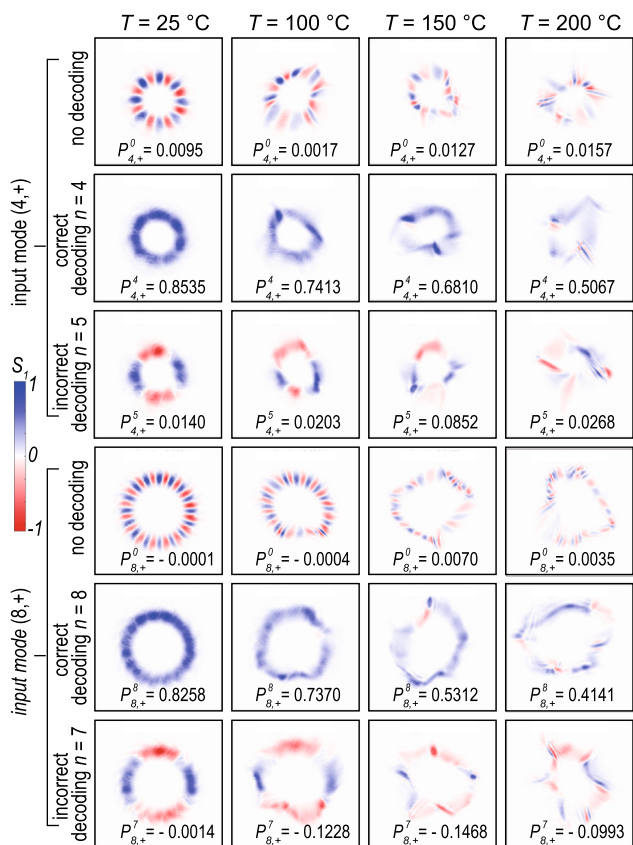 T = 25 °C T = 100 °C T = 150 °C T = 200 °C
input mode (4,+)
no decoding
P⁰₄,₊ = 0.0095 P⁰₄,₊ = 0.0017 P⁰₄,₊ = 0.0127 P⁰₄,₊ = 0.0157
correct
decoding n = 4
P⁴₄,₊ = 0.8535 P⁴₄,₊ = 0.7413 P⁴₄,₊ = 0.6810 P⁴₄,₊ = 0.5067
incorrect
decoding n = 5
P⁵₄,₊ = 0.0140 P⁵₄,₊ = 0.0203 P⁵₄,₊ = 0.0852 P⁵₄,₊ = 0.0268
S₁
1
0
-1
input mode (8,+)
no decoding
P⁰₈,₊ = - 0.0001 P⁰₈,₊ = - 0.0004 P⁰₈,₊ = 0.0070 P⁰₈,₊ = 0.0035
correct
decoding n = 8
P⁸₈,₊ = 0.8258 P⁸₈,₊ = 0.7370 P⁸₈,₊ = 0.5312 P⁸₈,₊ = 0.4141
incorrect
decoding n = 7
P⁷₈,₊ = - 0.0014 P⁷₈,₊ = - 0.1228 P⁷₈,₊ = - 0.1468 P⁷₈,₊ = -0.0993